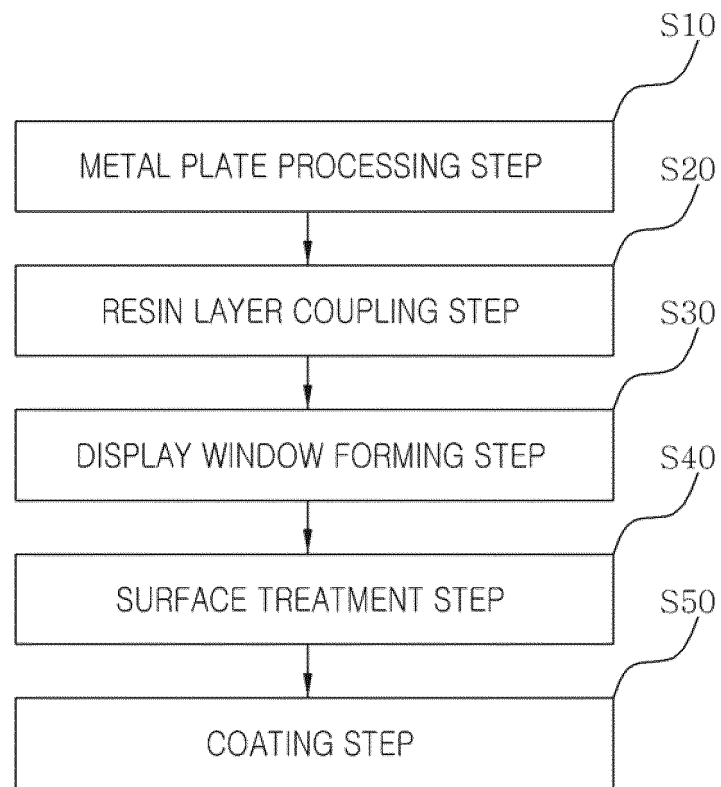 S10
METAL PLATE PROCESSING STEP
S20
RESIN LAYER COUPLING STEP
S30
DISPLAY WINDOW FORMING STEP
S40
SURFACE TREATMENT STEP
S50
COATING STEP